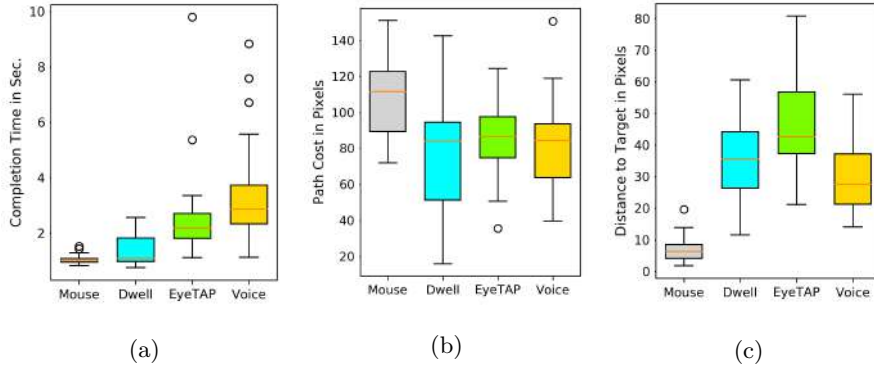 Completion Time in Sec.
10
8
6
4
2
Mouse Dwell EyeTAP Voice
(a)
Path Cost in Pixels
140
120
100
80
60
40
20
Mouse Dwell EyeTAP Voice
(b)
Distance to Target in Pixels
80
70
60
50
40
30
20
10
0
Mouse Dwell EyeTAP Voice
(c)